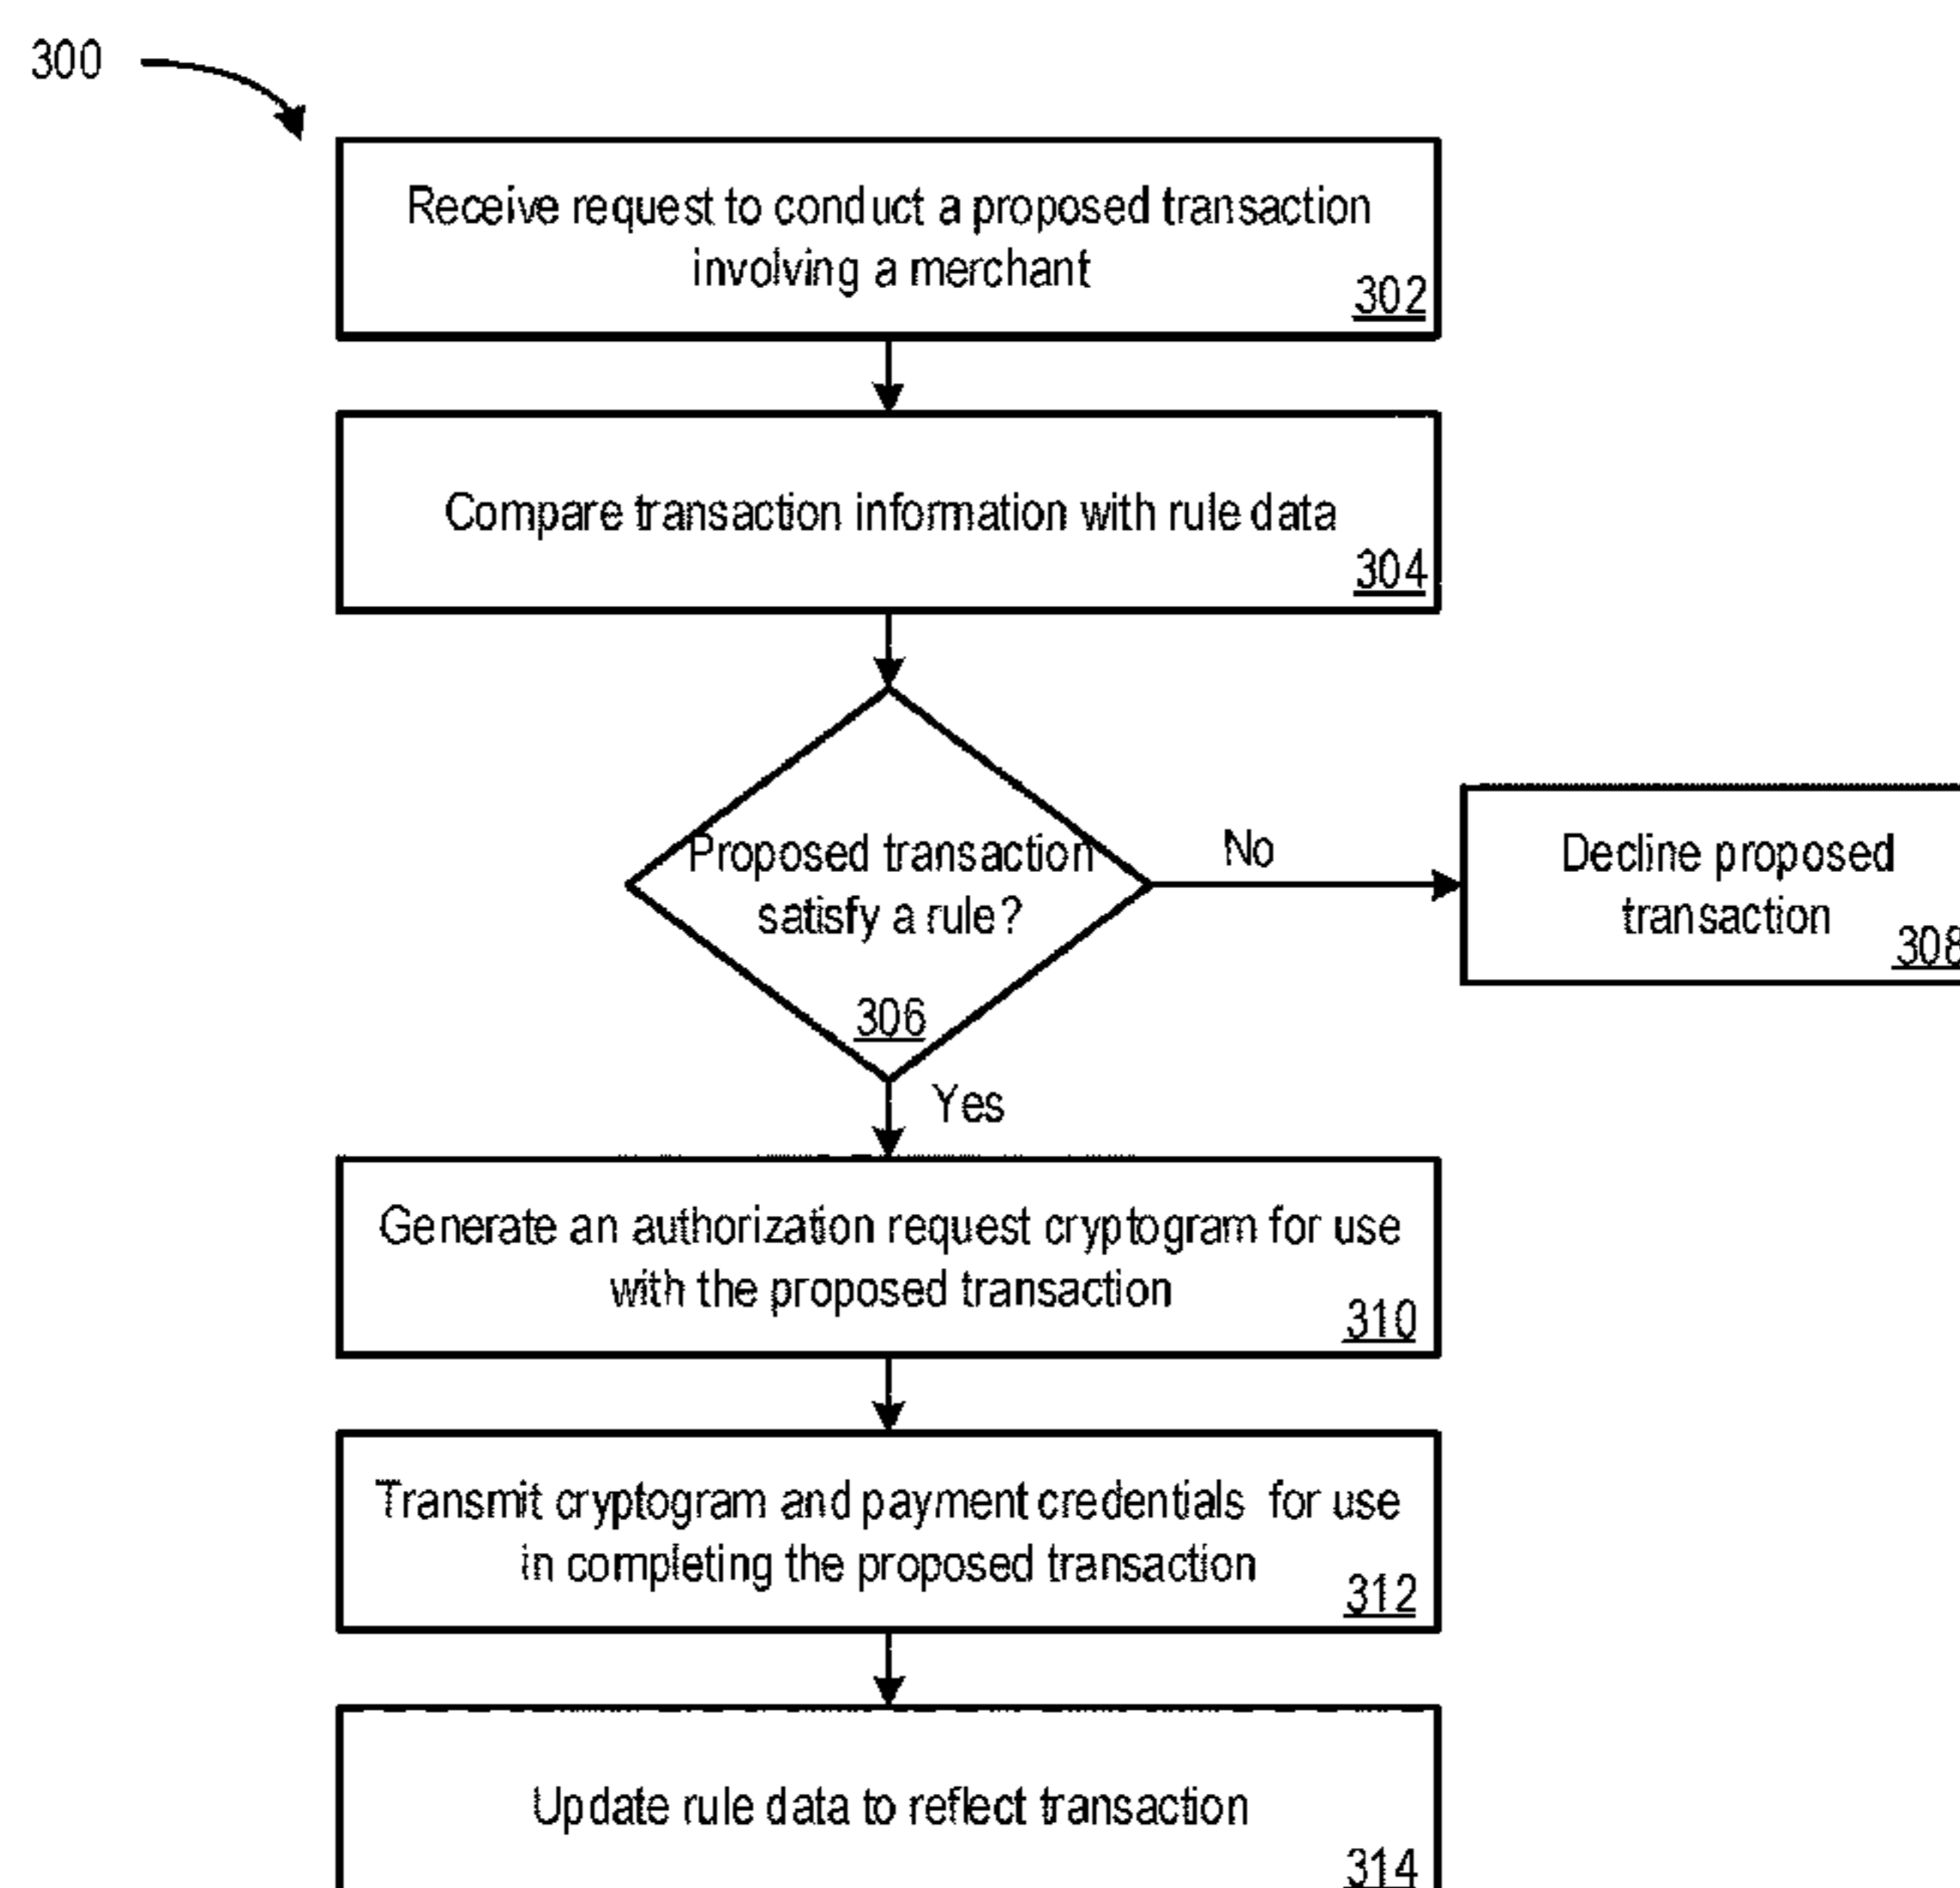 300
Receive request to conduct a proposed transaction
involving a merchant
302
Compare transaction information with rule data
304
Proposed transaction
satisfy a rule?
306
No
Decline proposed
transaction
308
Yes
Generate an authorization request cryptogram for use
with the proposed transaction
310
Transmit cryptogram and payment credentials for use
in completing the proposed transaction
312
Update rule data to reflect transaction
314